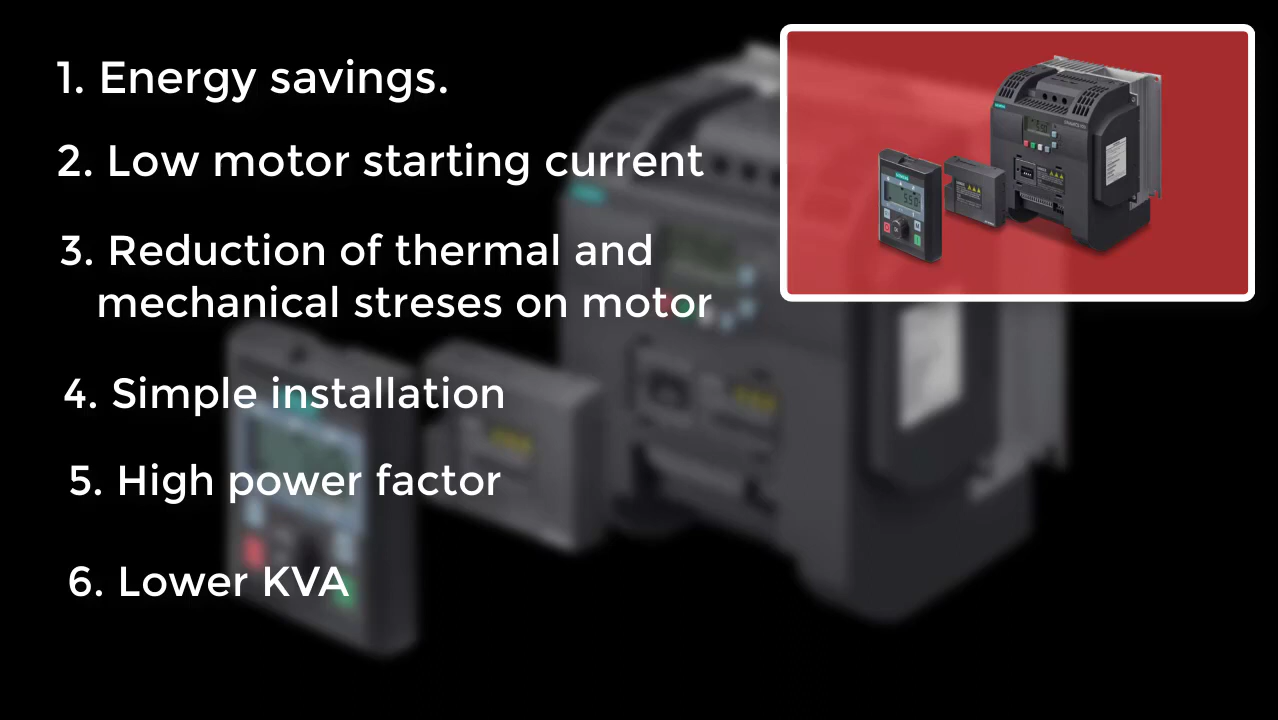 1. Energy savings.
2. Low motor starting current
3. Reduction of thermal and
mechanical streses on motor
4. Simple installation
5. High power factor
6. Lower KVA